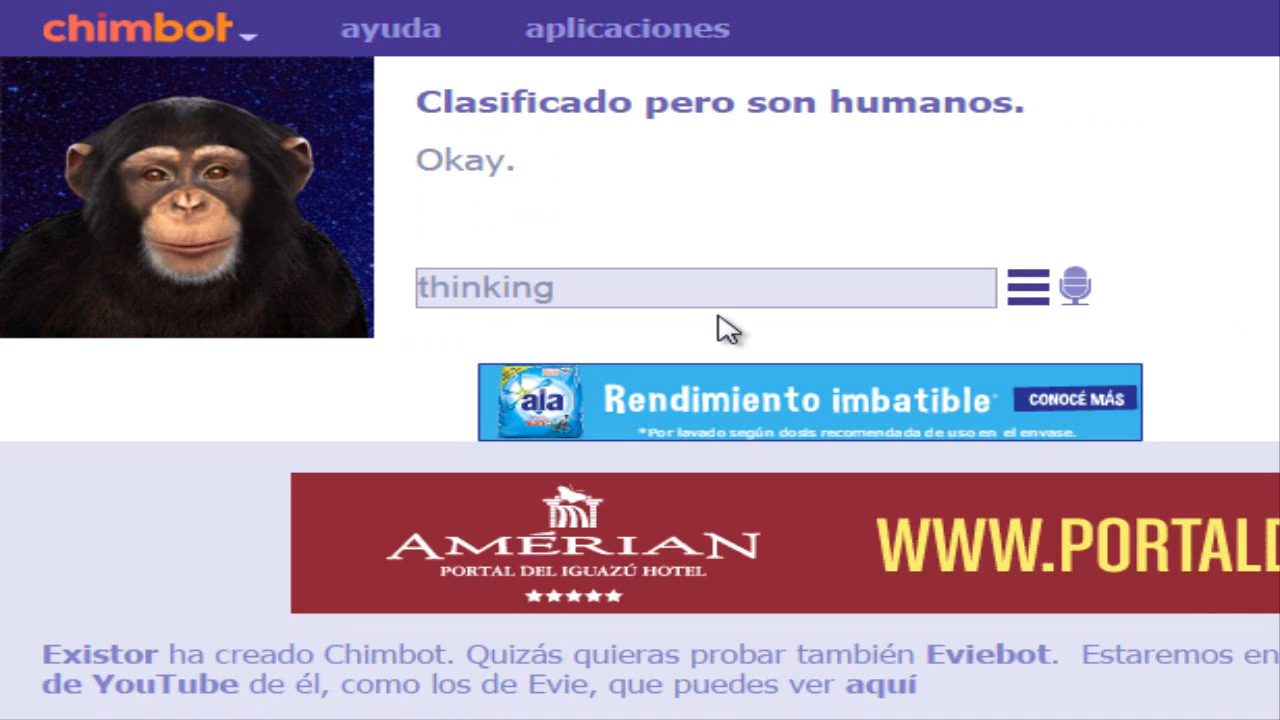 chimbot ayuda aplicaciones
Clasificado pero son humanos.
Okay.
thinking
ala Rendimiento imbatible* CONOCÉ MÁS
*Por lavado según dosis recomendada de uso en el envase.
AMÉRIAN WWW.PORTALD
PORTAL DEL IGUAZÚ HOTEL
Existor ha creado Chimbot. Quizás quieras probar también Eviebot. Estaremos en
de YouTube de él, como los de Evie, que puedes ver aquí